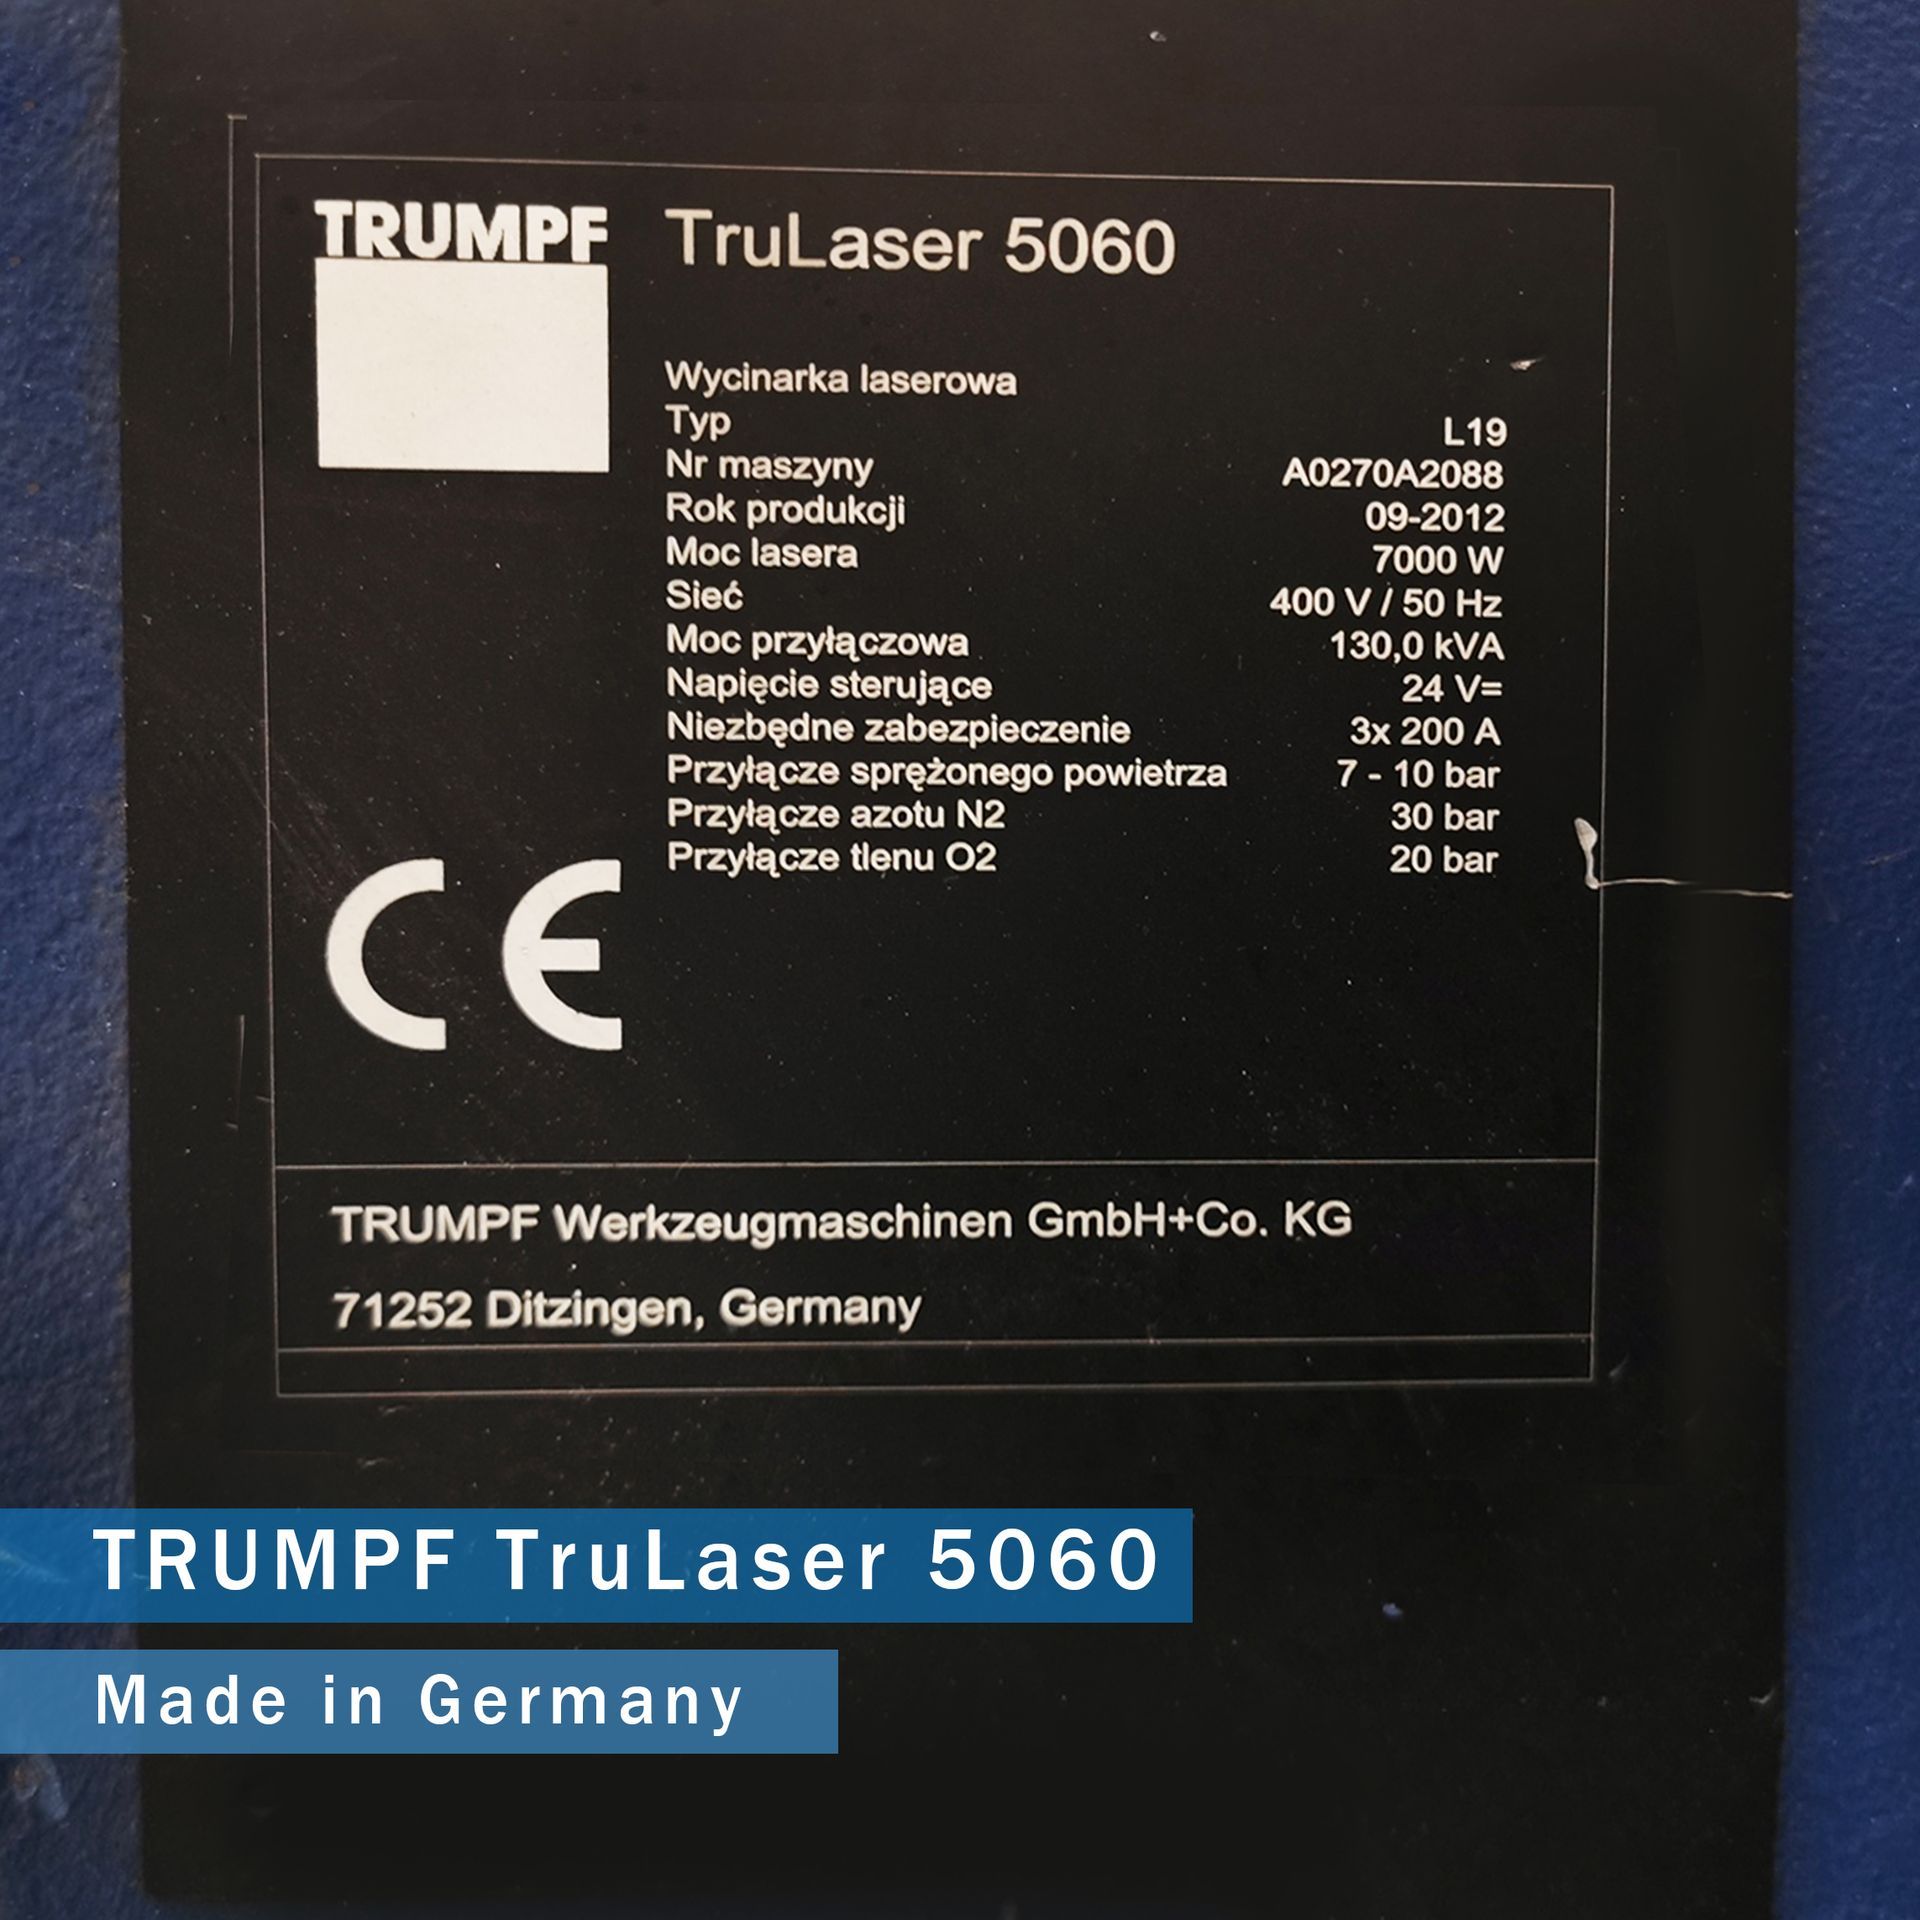 TRUMPF TruLaser 5060
Wycinarka laserowa
Typ L19
Nr maszyny A0270A2088
Rok produkcji 09-2012
Moc lasera 7000 W
Sieć 400 V / 50 Hz
Moc przyłączowa 130,0 kVA
Napięcie sterujące 24 V=
Niezbędne zabezpieczenie 3x 200 A
Przyłącze sprężonego powietrza 7 - 10 bar
Przyłącze azotu N2 30 bar
Przyłącze tlenu O2 20 bar
CE
TRUMPF Werkzeugmaschinen GmbH+Co. KG
71252 Ditzingen, Germany
TRUMPF TruLaser 5060
Made in Germany